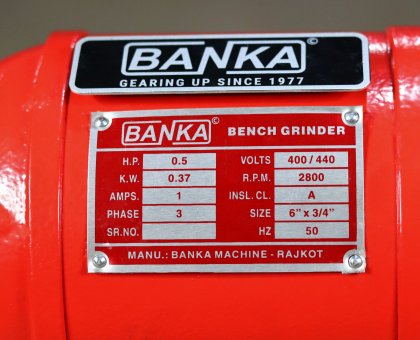 BANKA©
GEARING UP SINCE 1977
BANKA© BENCH GRINDER
H.P. 0.5 VOLTS 400 / 440
K.W. 0.37 R.P.M. 2800
AMPS. 1 INSL. CL. A
PHASE 3 SIZE 6" x 3/4"
SR.NO. HZ 50
MANU.: BANKA MACHINE - RAJKOT